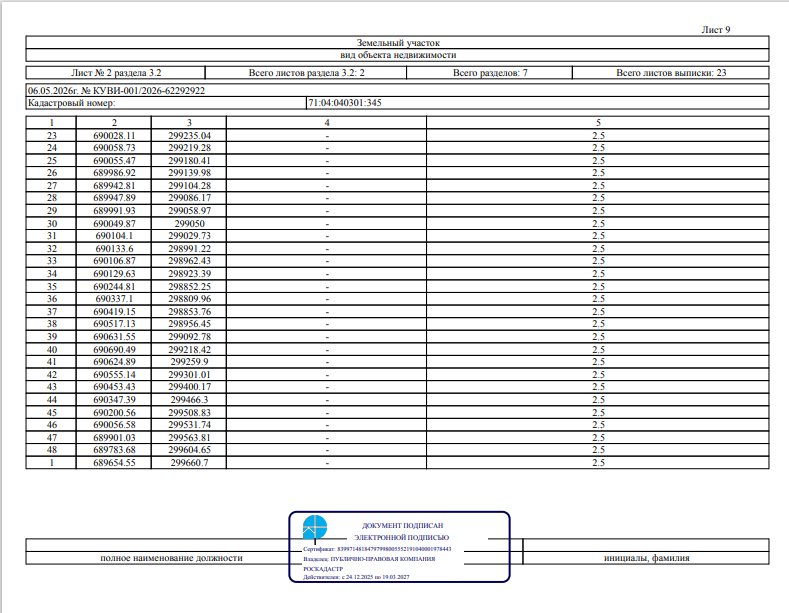 Лист 9
Земельный участок
вид объекта недвижимости
Лист № 2 раздела 3.2 Всего листов раздела 3.2: 2 Всего разделов: 7 Всего листов выписки: 23
06.05.2026г. № КУВИ-001/2026-62292922
Кадастровый номер: 71:04:040301:345
1 2 3 4 5
23 690028.11 299235.04 - 2.5
24 690058.73 299219.28 - 2.5
25 690055.47 299180.41 - 2.5
26 689986.92 299139.98 - 2.5
27 689942.81 299104.28 - 2.5
28 689947.89 299086.17 - 2.5
29 689991.93 299058.97 - 2.5
30 690049.87 299050 - 2.5
31 690104.1 299029.73 - 2.5
32 690133.6 298991.22 - 2.5
33 690106.87 298962.43 - 2.5
34 690129.63 298923.39 - 2.5
35 690244.81 298852.25 - 2.5
36 690337.1 298809.96 - 2.5
37 690419.15 298853.76 - 2.5
38 690517.13 298956.45 - 2.5
39 690631.55 299092.78 - 2.5
40 690690.49 299218.42 - 2.5
41 690624.89 299259.9 - 2.5
42 690555.14 299301.01 - 2.5
43 690453.43 299400.17 - 2.5
44 690347.39 299466.3 - 2.5
45 690200.56 299508.83 - 2.5
46 690056.58 299531.74 - 2.5
47 689901.03 299563.81 - 2.5
48 689783.68 299604.65 - 2.5
1 689654.55 299660.7 - 2.5
ДОКУМЕНТ ПОДПИСАН
ЭЛЕКТРОННОЙ ПОДПИСЬЮ
Сертификат: 83997148184797998005552191040001978443
Владелец: ПУБЛИЧНО-ПРАВОВАЯ КОМПАНИЯ
РОСКАДАСТР
Действителен: с 24.12.2025 по 19.03.2027
полное наименование должности инициалы, фамилия